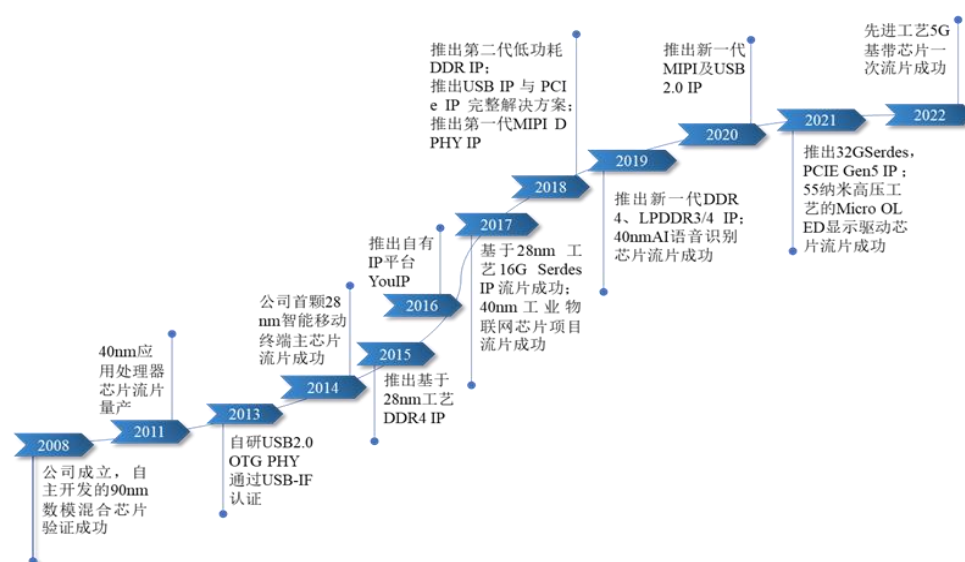 2008
公司成立，自
主开发的90nm
数模混合芯片
验证成功
2011
40nm应
用处理器
芯片流片
量产
2013
自研USB2.0
OTG PHY
通过USB-IF
认证
2014
公司首颗28
nm智能移动
终端主芯片
流片成功
2015
推出基于
28nm工艺
DDR4 IP
2016
推出自有
IP平台
YouIP
2017
基于28nm 工
艺16G Serdes
IP 流片成功；
40nm工业物
联网芯片项目
流片成功
2018
推出第二代低功耗
DDR IP；
推出USB IP 与 PCI
e IP 完整解决方案；
推出第一代MIPI D
PHY IP
2019
推出新一代DDR
4、LPDDR3/4 IP；
40nmAI语音识别
芯片流片成功
2020
推出新一代
MIPI及USB
2.0 IP
2021
推出32GSerdes，
PCIE Gen5 IP；
55纳米高压工
艺的Micro OL
ED显示驱动芯
片流片成功
2022
先进工艺5G
基带芯片一
次流片成功